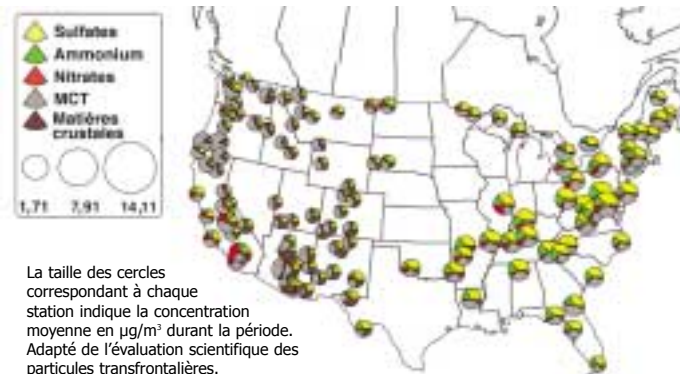 Sulfates
Ammonium
Nitrates
MCT
Matières
crustales
1,71 7,91 14,11
La taille des cercles
correspondant à chaque
station indique la concentration
moyenne en µg/m³ durant la période.
Adapté de l'évaluation scientifique des
particules transfrontalières.